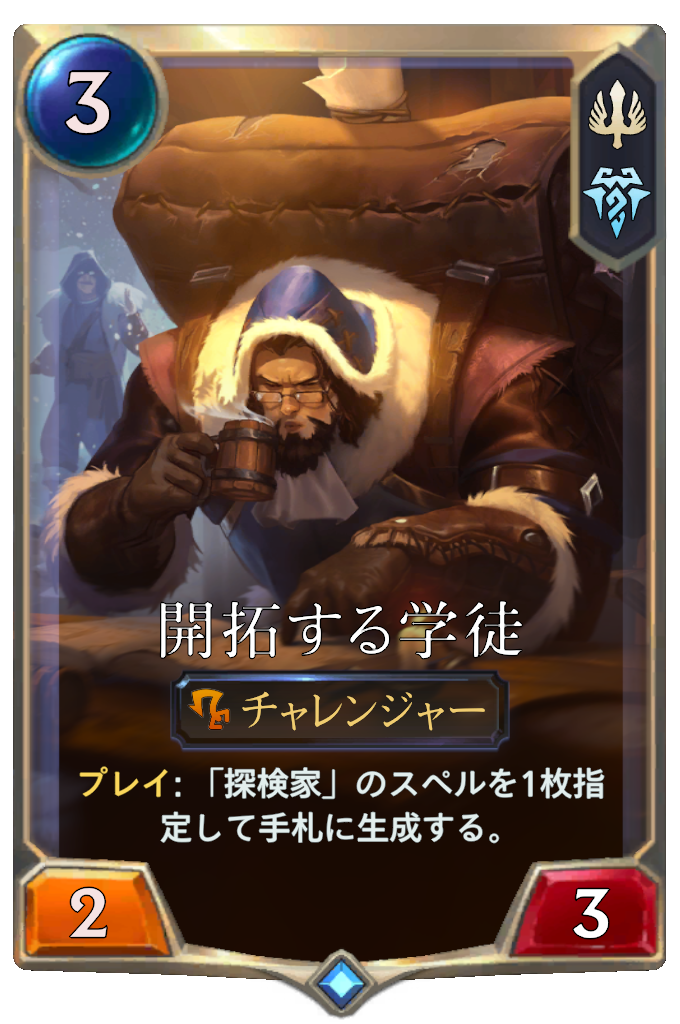 3
開拓する学徒
チャレンジャー
プレイ: 「探検家」のスペルを1枚指
定して手札に生成する。
2
3